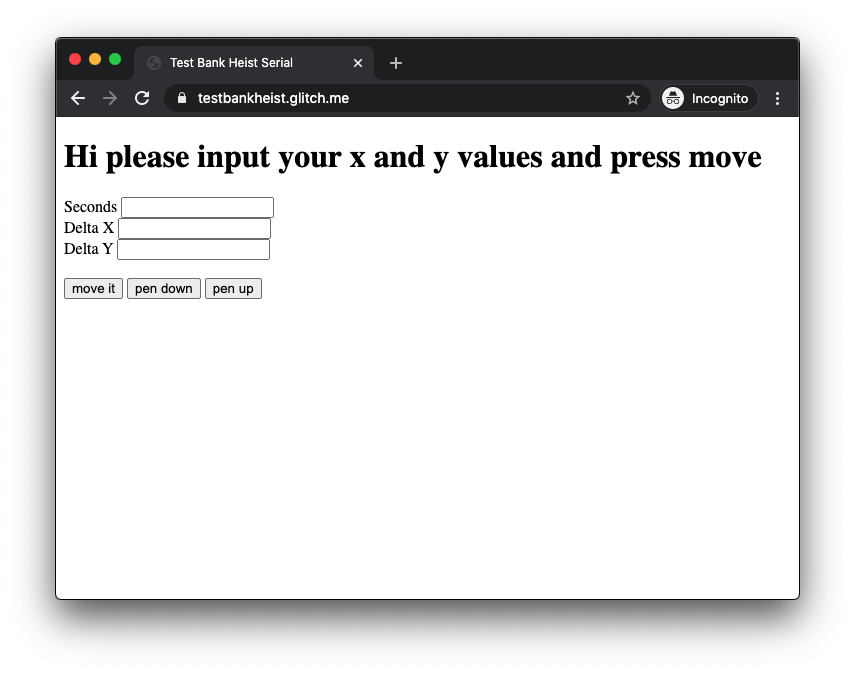 Test Bank Heist Serial
testbankheist.glitch.me
Incognito
Hi please input your x and y values and press move
Seconds
Delta X
Delta Y
move it pen down pen up